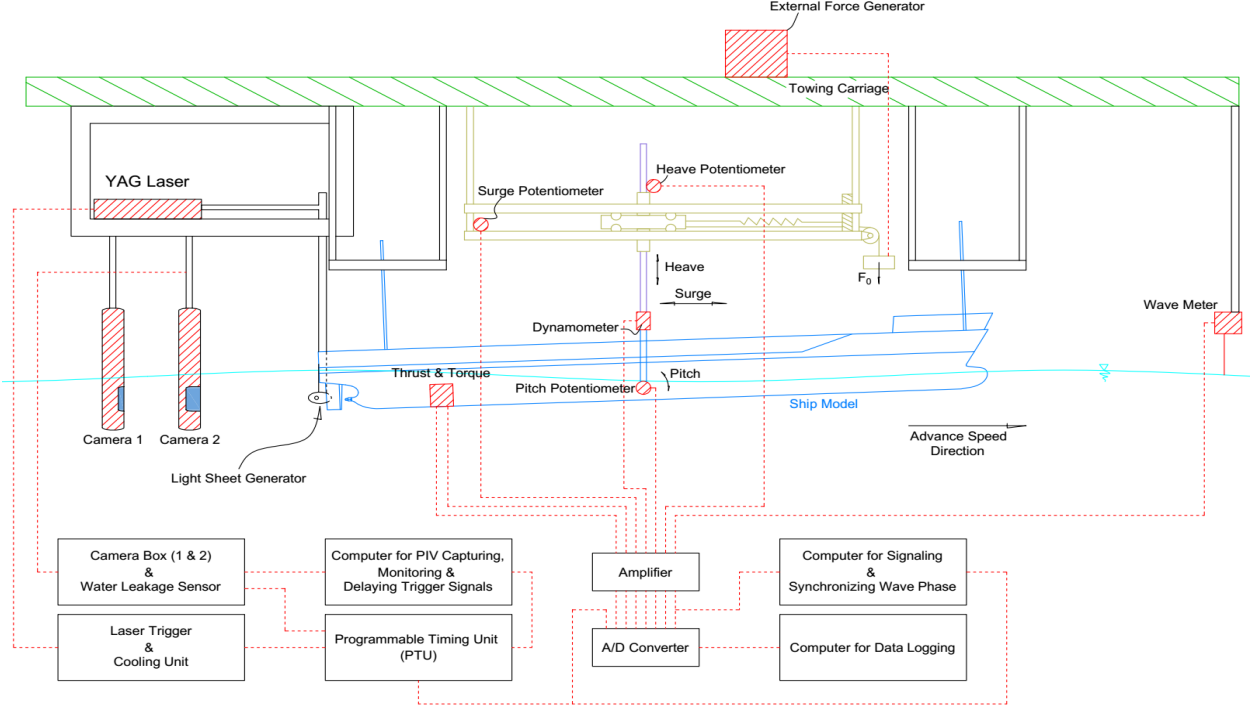 External Force Generator
Towing Carriage
YAG Laser
Heave Potentiometer
Surge Potentiometer
Heave
F0
Surge
Wave Meter
Dynamometer
Thrust & Torque
Pitch
Pitch Potentiometer
Ship Model
Camera 1
Camera 2
Advance Speed
Direction
Light Sheet Generator
Camera Box (1 & 2)
&
Water Leakage Sensor
Computer for PIV Capturing,
Monitoring &
Delaying Trigger Signals
Amplifier
Computer for Signaling
&
Synchronizing Wave Phase
Laser Trigger
&
Cooling Unit
Programmable Timing Unit
(PTU)
A/D Converter
Computer for Data Logging